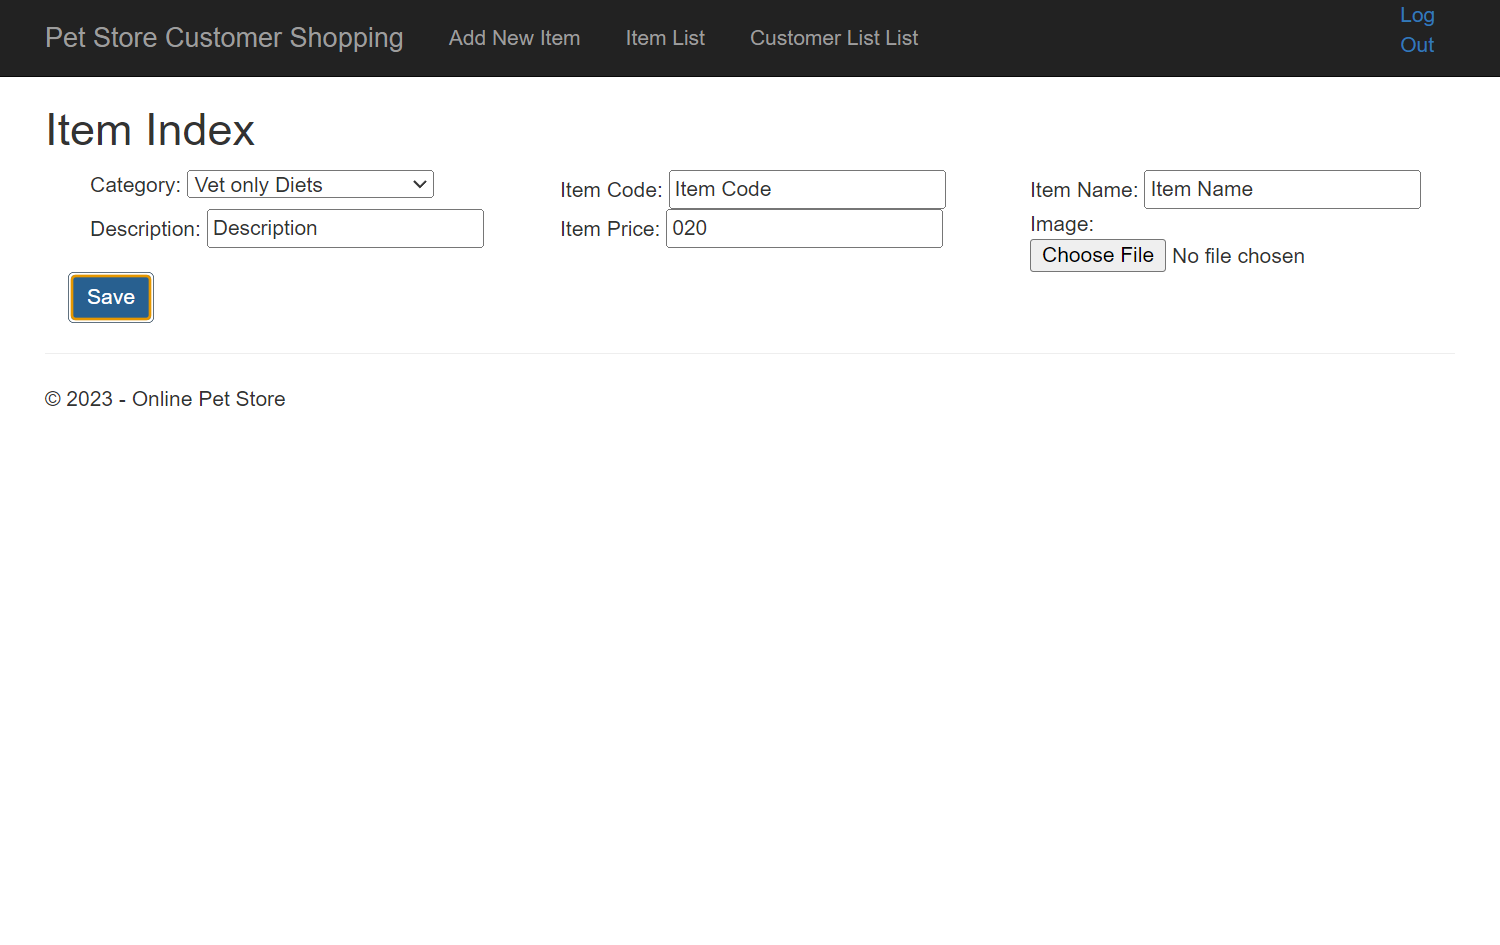 Pet Store Customer Shopping Add New Item Item List Customer List List Log Out
Item Index
Category: Vet only Diets Item Code: Item Code Item Name: Item Name
Description: Description Item Price: 020 Image:
Choose File No file chosen
Save
© 2023 - Online Pet Store